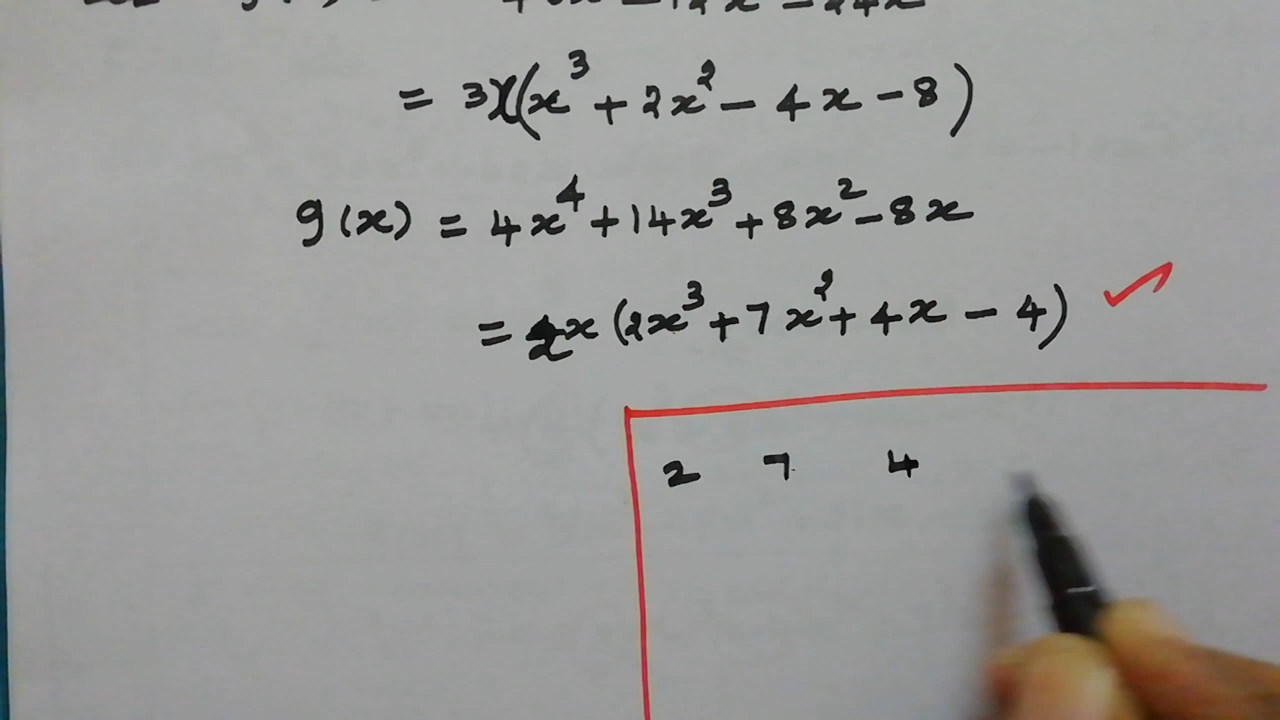 = 3x(x³ + 2x² - 4x - 8)
g(x) = 4x⁴ + 14x³ + 8x² - 8x
= 2x (2x³ + 7x² + 4x - 4) ✓
2 7 4